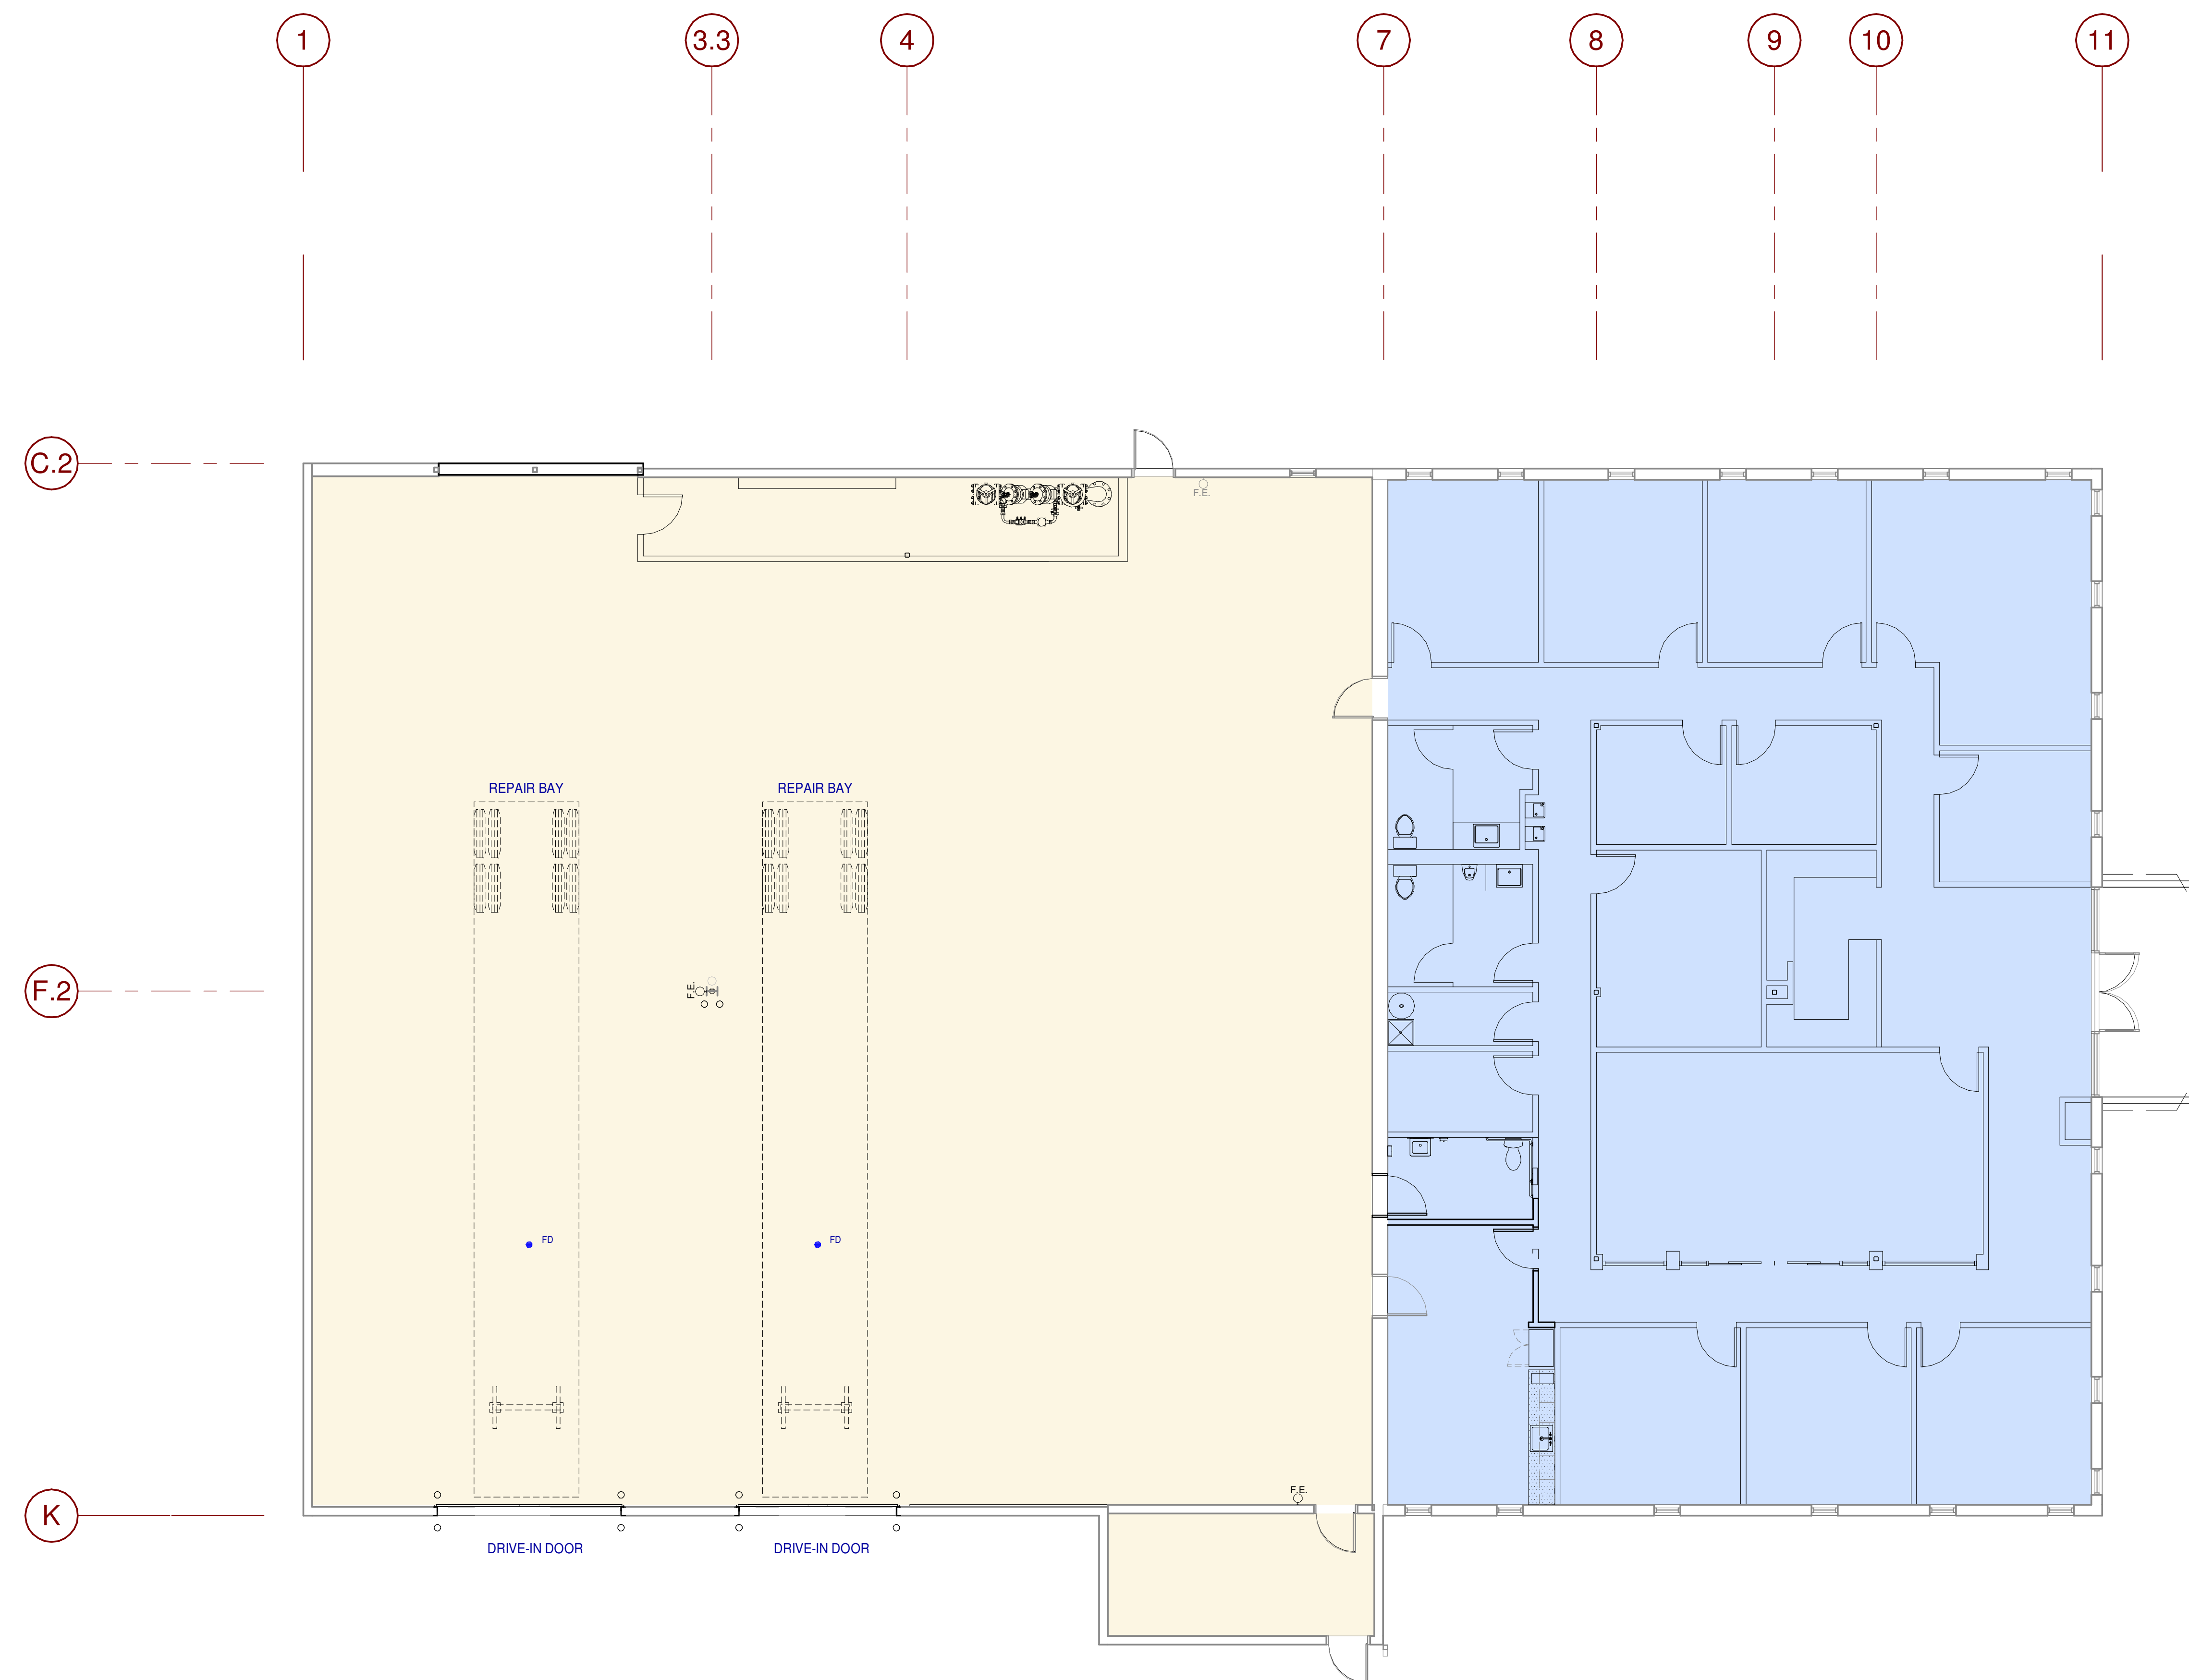 1
3.3
4
7
8
9
10
11
C.2
F.E.
REPAIR BAY
REPAIR BAY
F.2
F.E.
FD
FD
F.E.
K
DRIVE-IN DOOR
DRIVE-IN DOOR